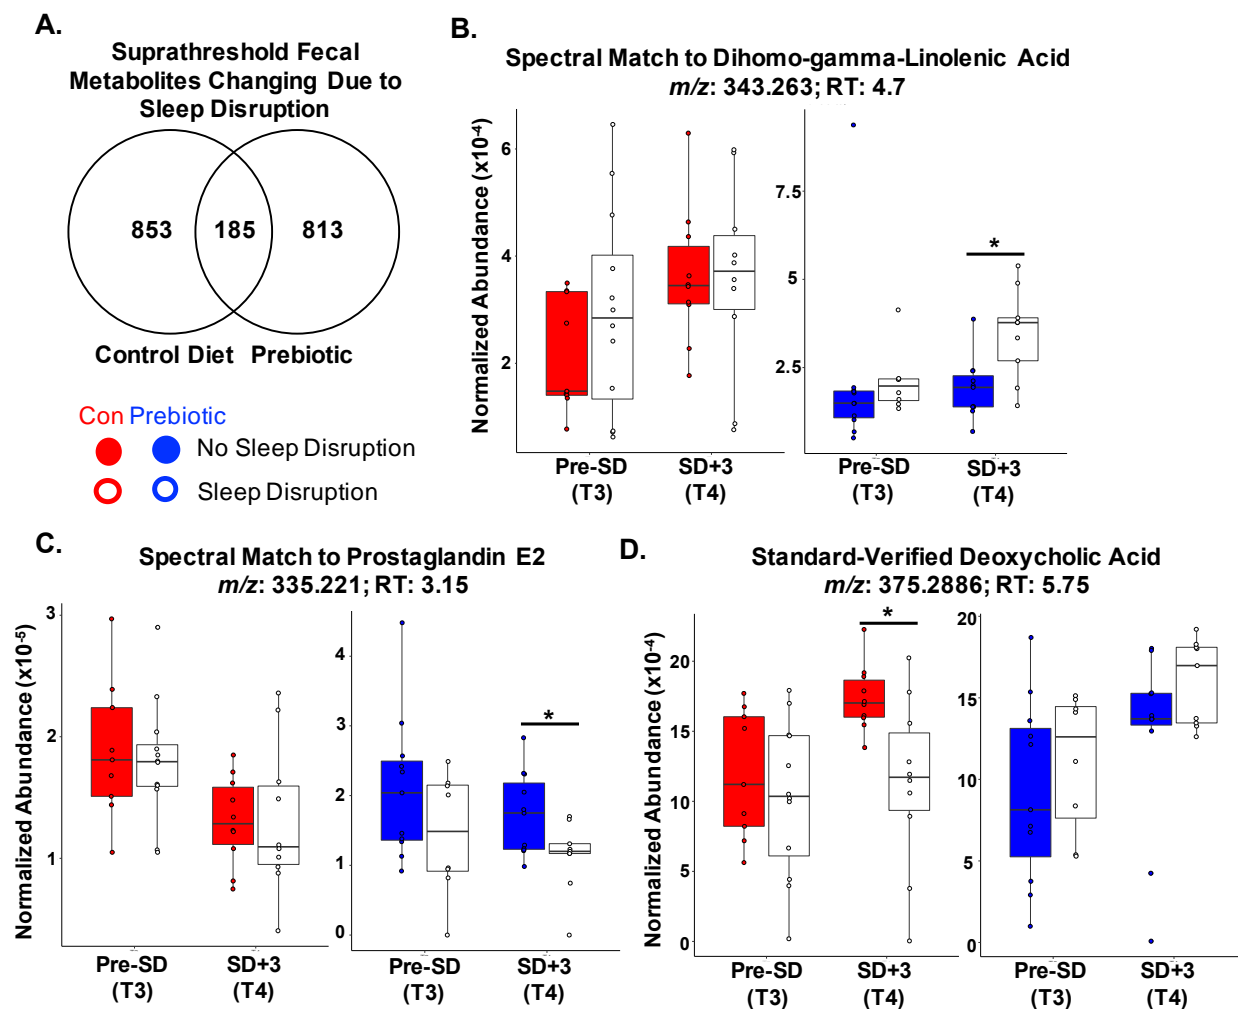 A.
Suprathreshold Fecal
Metabolites Changing Due to
Sleep Disruption
853 185 813
Control Diet Prebiotic
Con Prebiotic
No Sleep Disruption
Sleep Disruption
B.
Spectral Match to Dihomo-gamma-Linolenic Acid
m/z: 343.263; RT: 4.7
Normalized Abundance (x10-4)
6
4
2
7.5
5
2.5
*
Pre-SD
(T3)
SD+3
(T4)
Pre-SD
(T3)
SD+3
(T4)
C.
Spectral Match to Prostaglandin E2
m/z: 335.221; RT: 3.15
Normalized Abundance (x10-5)
3
2
1
4
3
2
1
0
*
Pre-SD
(T3)
SD+3
(T4)
Pre-SD
(T3)
SD+3
(T4)
D.
Standard-Verified Deoxycholic Acid
m/z: 375.2886; RT: 5.75
Normalized Abundance (x10-4)
20
15
10
5
0
*
20
15
10
5
0
Pre-SD
(T3)
SD+3
(T4)
Pre-SD
(T3)
SD+3
(T4)